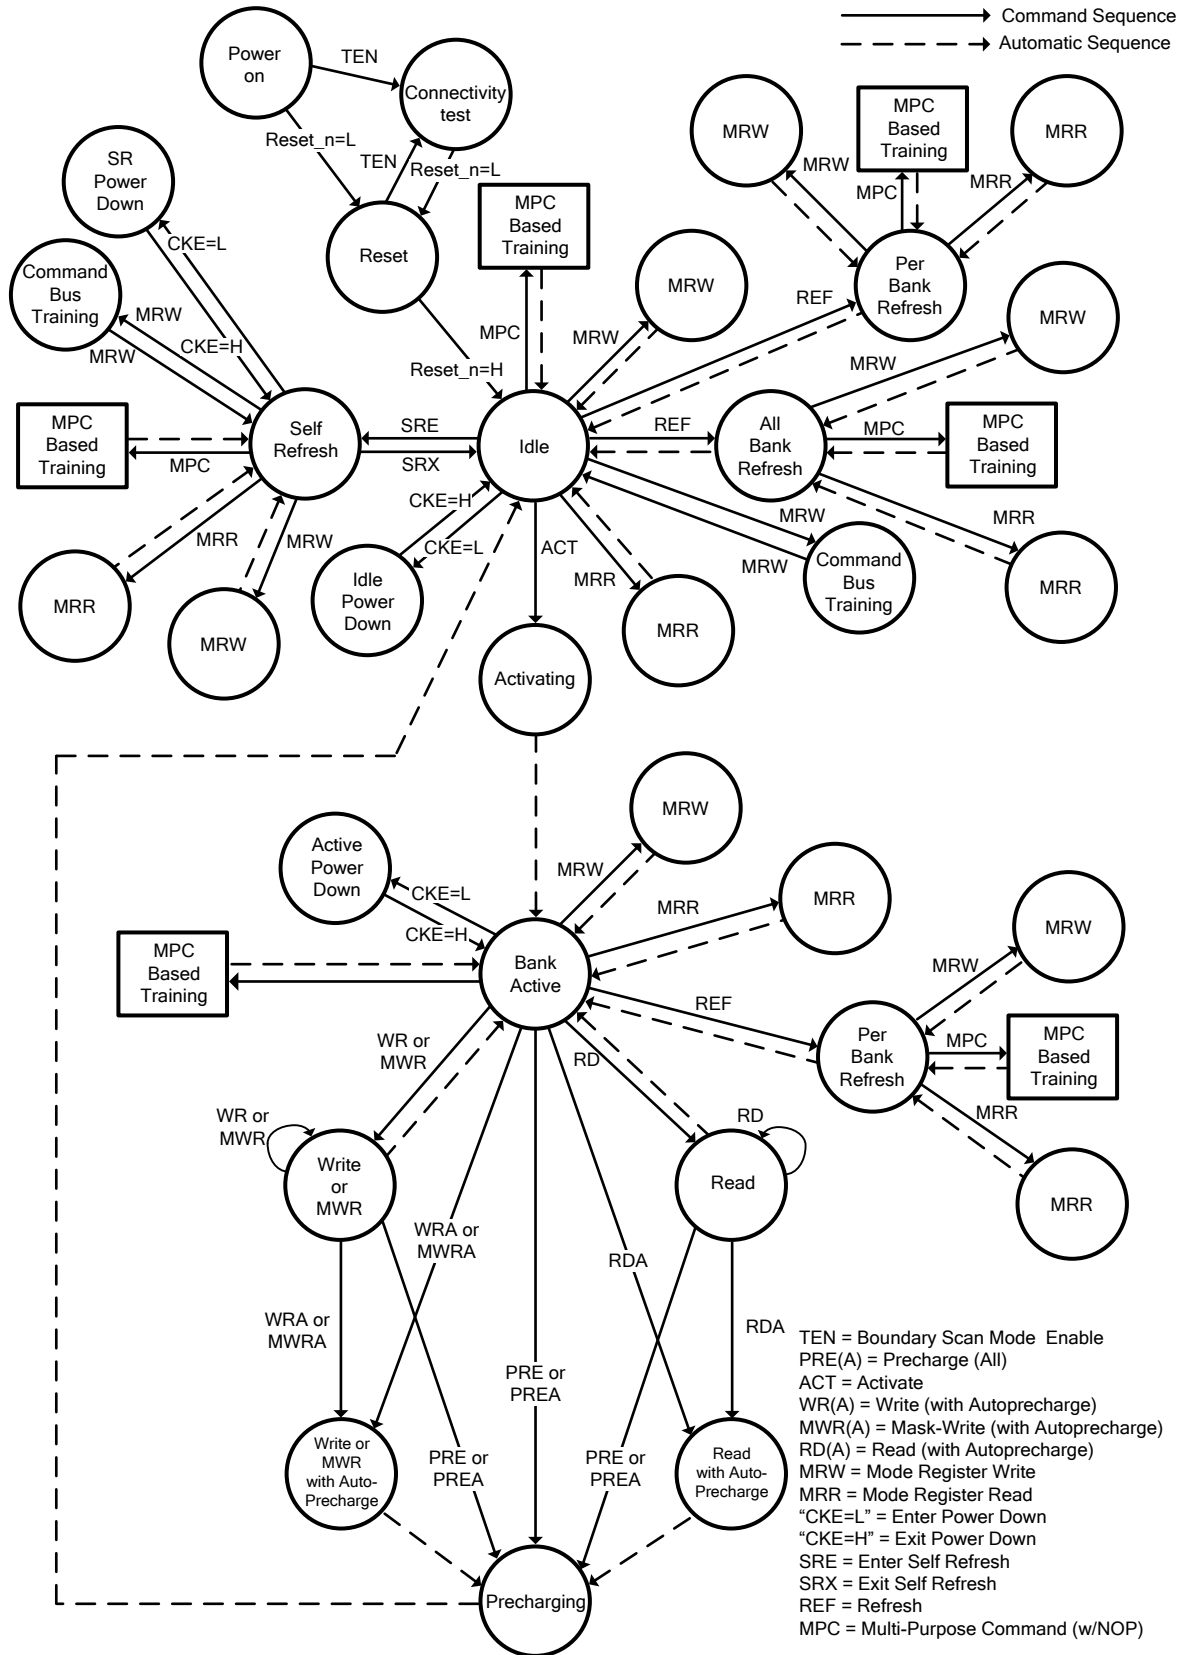 Command Sequence
Automatic Sequence
Power
on
TEN
Connectivity
test
Reset_n=L
TEN
Reset_n=L
Reset
Reset_n=H
SR
Power
Down
CKE=L
CKE=H
Command
Bus
Training
MRW
MRW
MPC
Based
Training
MPC
Self
Refresh
MRR
MRR
MRW
MRW
SRE
SRX
MPC
Based
Training
MPC
MRW
MRW
Idle
CKE=H
CKE=L
Idle
Power
Down
ACT
MRR
MRR
Activating
MRW
MRW
MPC
Based
Training
MPC
MRR
MRR
Per
Bank
Refresh
REF
REF
All
Bank
Refresh
MRW
MRW
MPC
MPC
Based
Training
MRR
MRR
MRW
MRW
Command
Bus
Training
Active
Power
Down
CKE=L
CKE=H
MRW
MRW
MRR
MRR
MPC
Based
Training
Bank
Active
REF
Per
Bank
Refresh
MRW
MRW
MPC
MPC
Based
Training
MRR
MRR
WR or
MWR
RD
WR or
MWR
Write
or
MWR
RD
Read
WRA or
MWRA
RDA
WRA or
MWRA
RDA
PRE or
PREA
PRE or
PREA
PRE or
PREA
Write or
MWR
with Auto-
Precharge
Read
with Auto-
Precharge
Precharging
TEN = Boundary Scan Mode Enable
PRE(A) = Precharge (All)
ACT = Activate
WR(A) = Write (with Autoprecharge)
MWR(A) = Mask-Write (with Autoprecharge)
RD(A) = Read (with Autoprecharge)
MRW = Mode Register Write
MRR = Mode Register Read
“CKE=L” = Enter Power Down
“CKE=H” = Exit Power Down
SRE = Enter Self Refresh
SRX = Exit Self Refresh
REF = Refresh
MPC = Multi-Purpose Command (w/NOP)